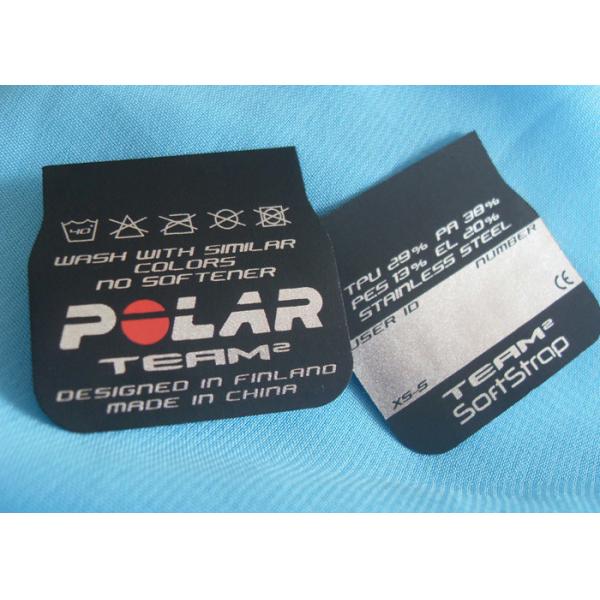 40°
WASH WITH SIMILAR
COLORS
NO SOFTENER
POLAR
TEAM²
DESIGNED IN FINLAND
MADE IN CHINA
TPU 29% PA 38%
PES 13% EL 20%
STAINLESS STEEL
USER ID NUMBER
XS-S CE
TEAM²
SoftStrap